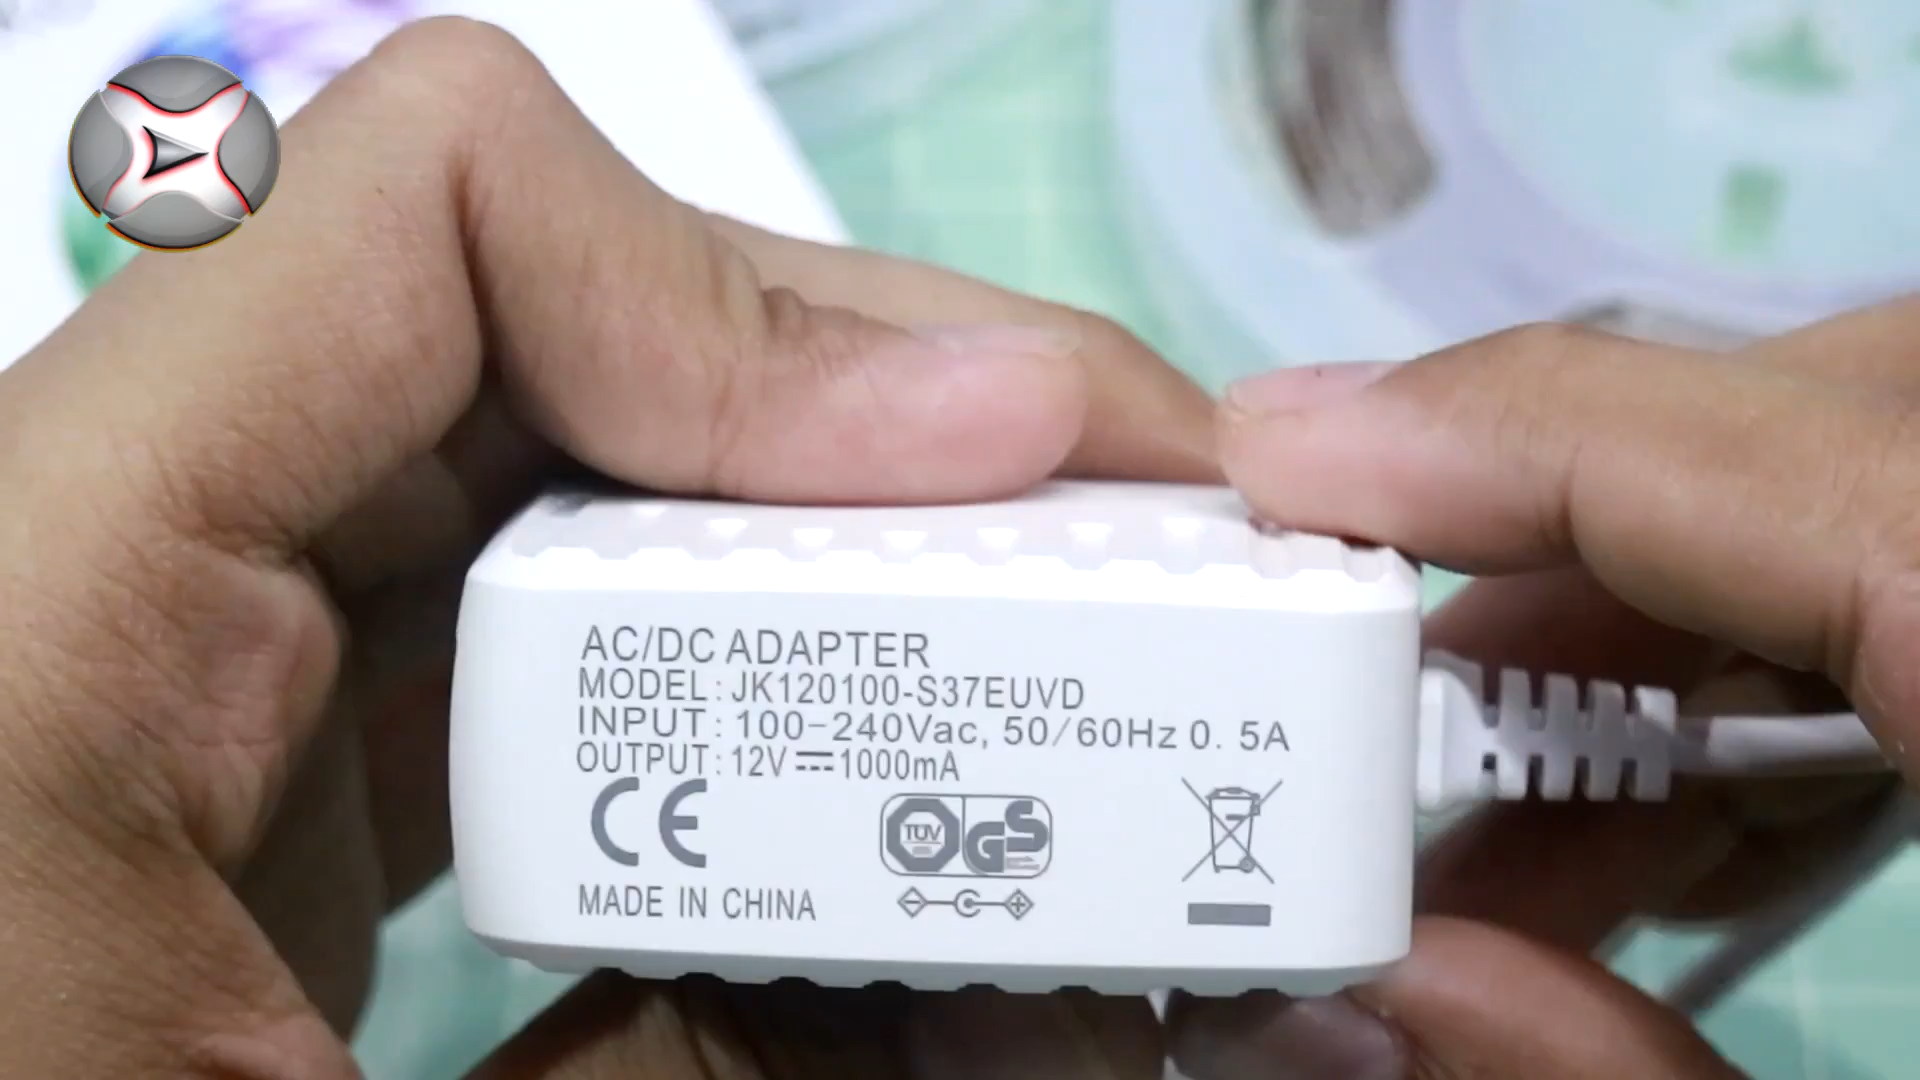 AC/DC ADAPTER
MODEL: JK120100-S37EUVD
INPUT: 100-240Vac, 50/60Hz 0. 5A
OUTPUT: 12V ⎓ 1000mA
CE
TÜV GS
MADE IN CHINA